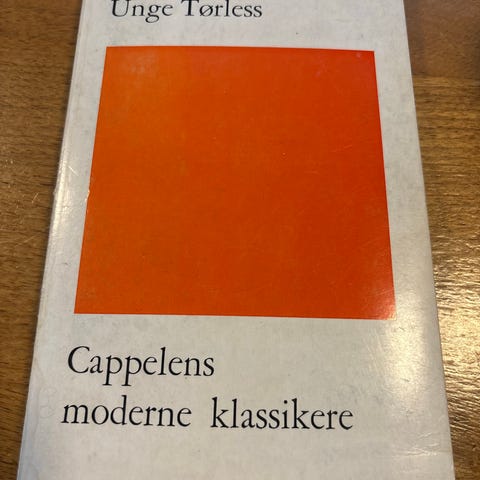 Unge Tørless
Cappelens
moderne klassikere